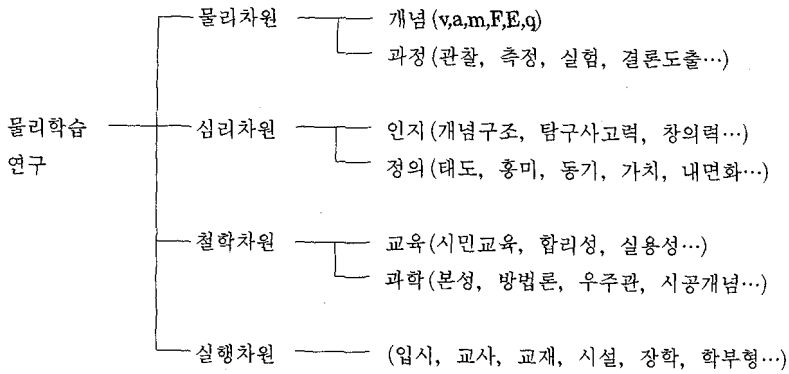 물리차원 개념(v,a,m,F,E,q)
과정(관찰, 측정, 실험, 결론도출…)
물리학습 심리차원 인지(개념구조, 탐구사고력, 창의력…)
연구 정의(태도, 흥미, 동기, 가치, 내면화…)
철학차원 교육(시민교육, 합리성, 실용성…)
과학(본성, 방법론, 우주관, 시공개념…)
실행차원 (입시, 교사, 교재, 시설, 장학, 학부형…)